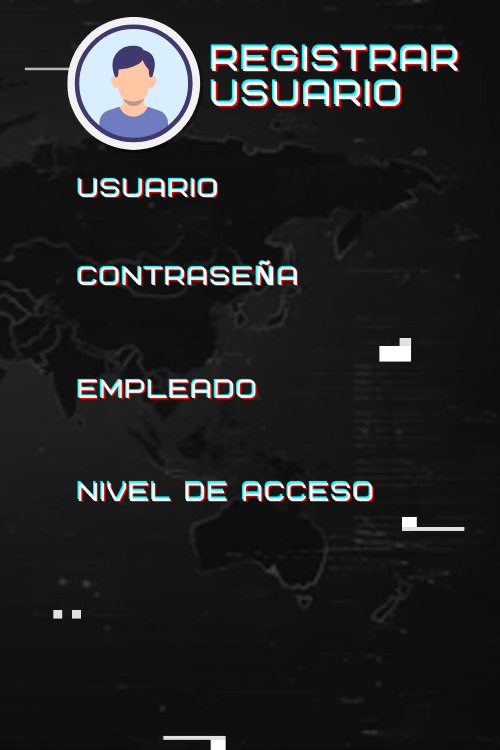 REGISTRAR
USUARIO
USUARIO
CONTRASEÑA
EMPLEADO
NIVEL DE ACCESO